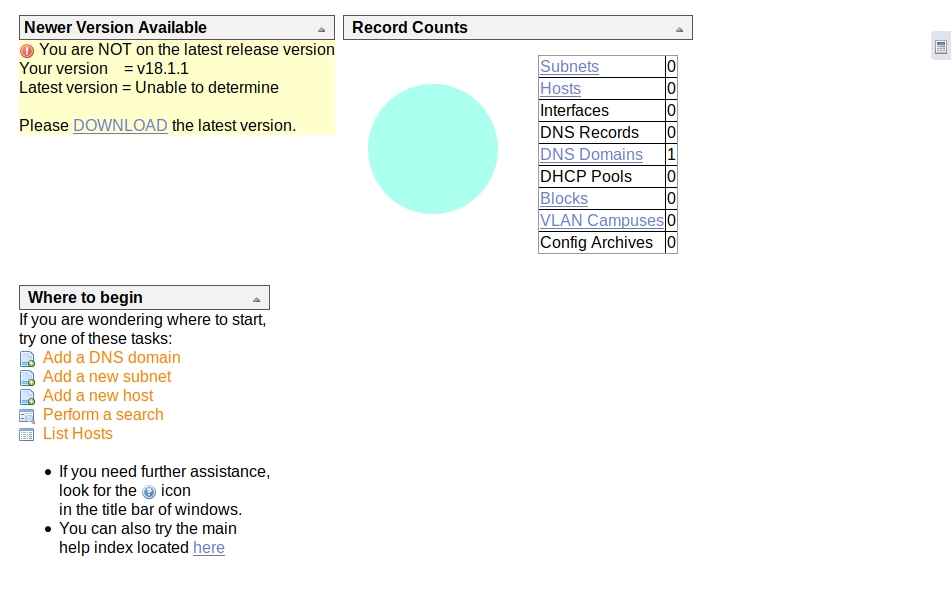 Newer Version Available
You are NOT on the latest release version
Your version = v18.1.1
Latest version = Unable to determine
Please DOWNLOAD the latest version.
Record Counts
Subnets 0
Hosts 0
Interfaces 0
DNS Records 0
DNS Domains 1
DHCP Pools 0
Blocks 0
VLAN Campuses 0
Config Archives 0
Where to begin
If you are wondering where to start,
try one of these tasks:
Add a DNS domain
Add a new subnet
Add a new host
Perform a search
List Hosts
If you need further assistance,
look for the ? icon
in the title bar of windows.
You can also try the main
help index located here